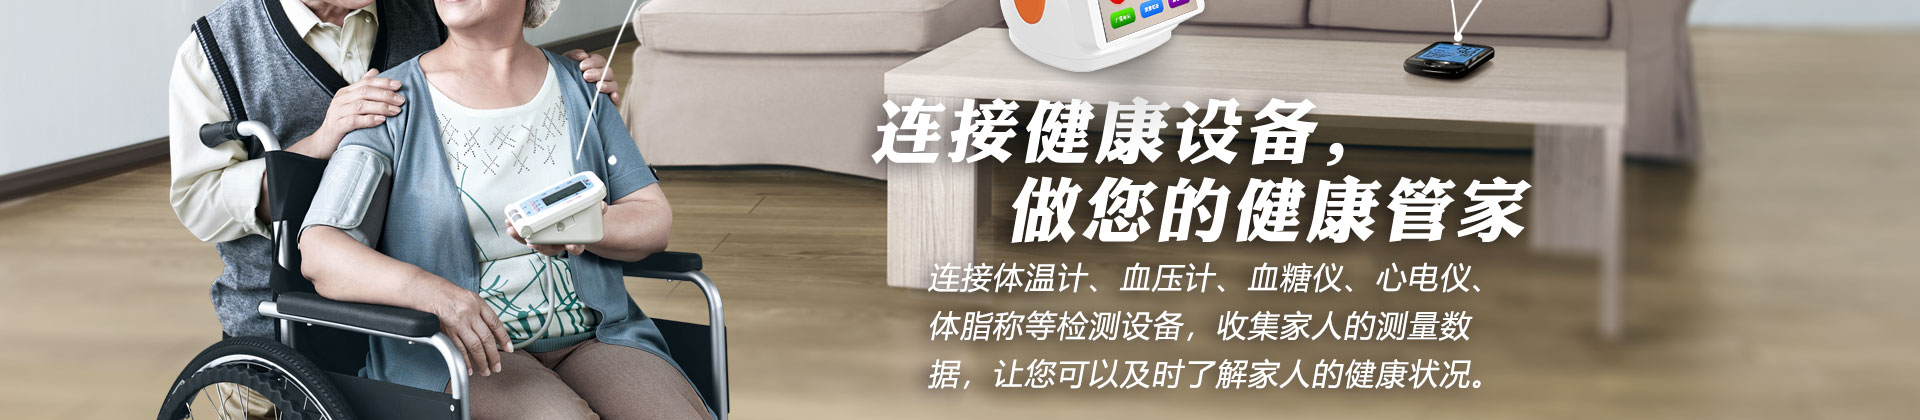 连接健康设备，
做您的健康管家
连接体温计、血压计、血糖仪、心电仪、
体脂称等检测设备，收集家人的测量数
据，让您可以及时了解家人的健康状况。